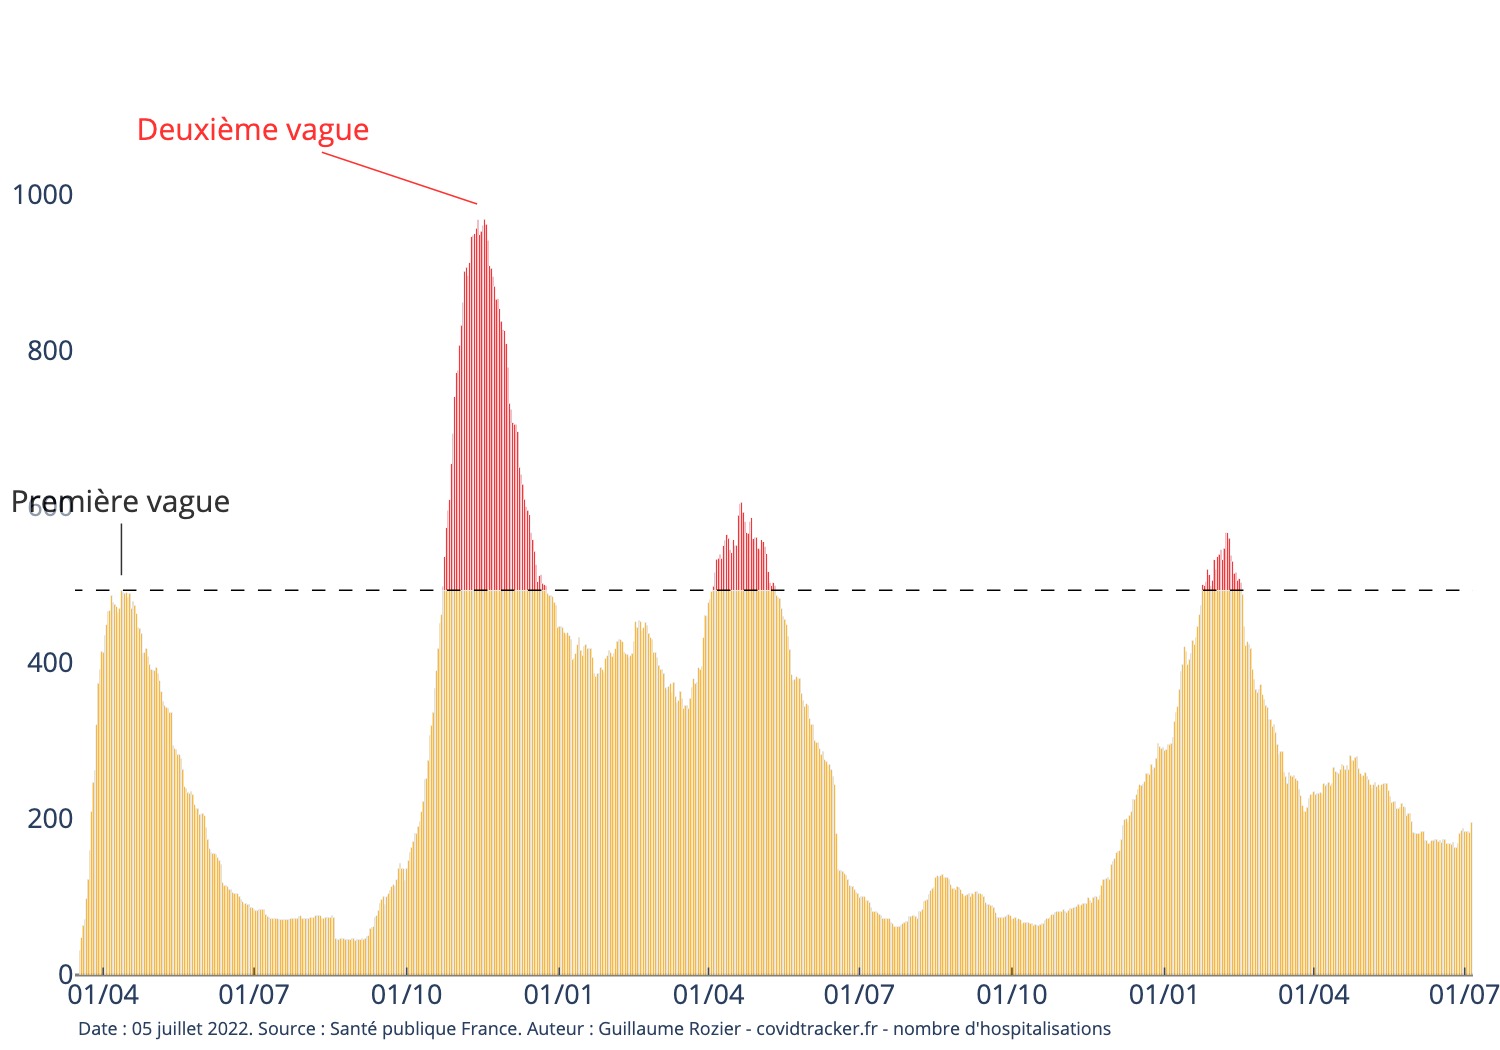 Deuxième vague
1000
800
Première vague
600
400
200
0
01/04 01/07 01/10 01/01 01/04 01/07 01/10 01/01 01/04 01/07
Date : 05 juillet 2022. Source : Santé publique France. Auteur : Guillaume Rozier - covidtracker.fr - nombre d'hospitalisations